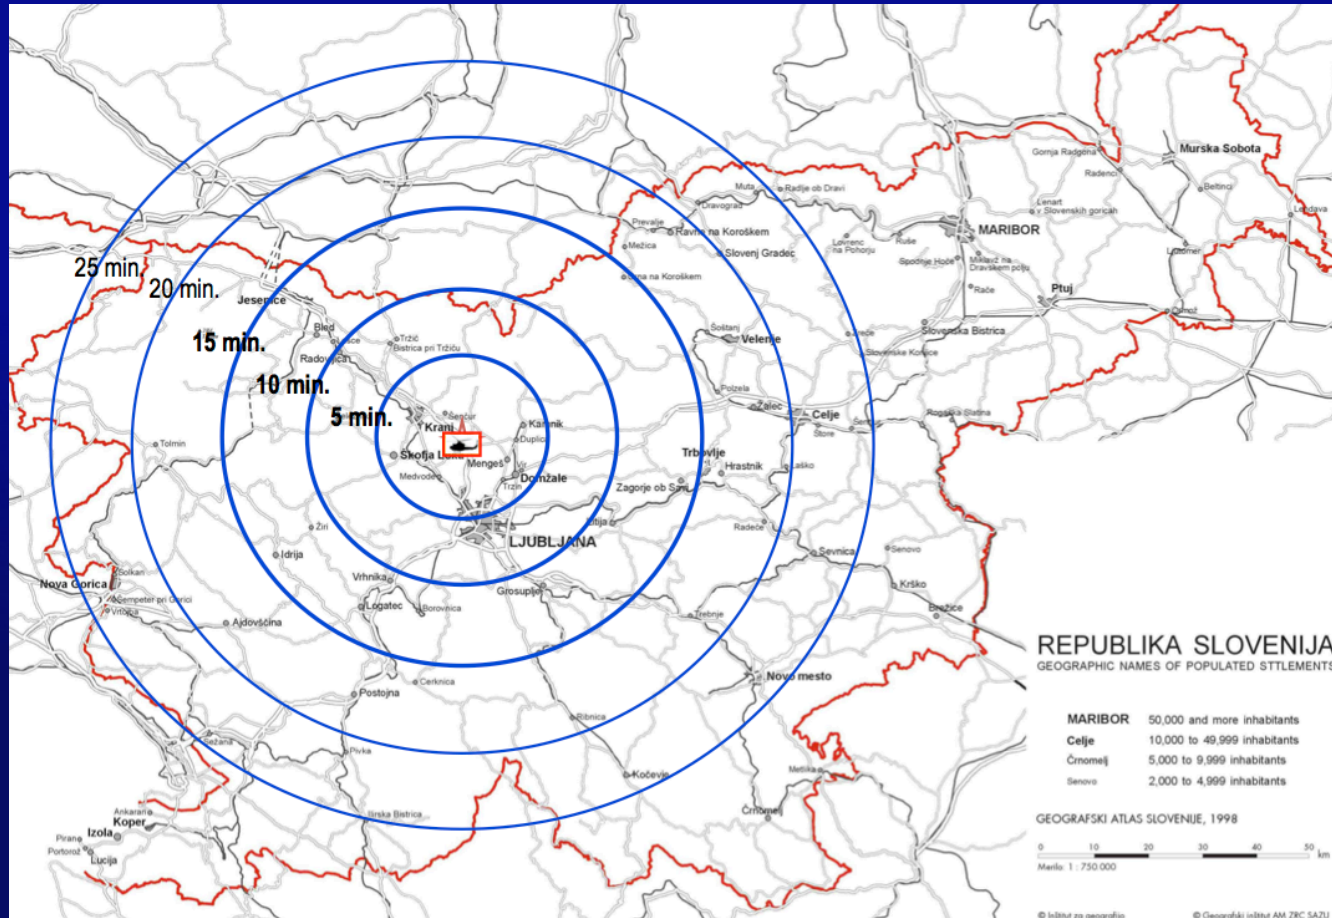 Gornja Radgona
Murska Sobota
Radenci
Beltinci
Muta
Radlje ob Dravi
Lenart
v Slovenskih goricah
Lendava
Dravograd
Prevalje
Ravne na Koroškem
MARIBOR
Mežica
Lovrenc
na Pohorju
Ruše
Slovenj Gradec
Spodnje Hoče
Miklavž na
Dravskem polju
25 min.
20 min.
Jesenice
Rače
Ptuj
Bled
Šoštanj
Velenje
Slovenska Bistrica
15 min.
Tržič
Bistrica pri Tržiču
Radovljica
Slovenske Konjice
10 min.
Polzela
Žalec
5 min.
Šenčur
Kranj
Kamnik
Celje
Rogaška Slatina
Duplica
Štore
Šentjur
Tolmin
Škofja Loka
Mengeš
Vir
Trbovlje
Hrastnik
Laško
Medvode
Domžale
Trzin
Zagorje ob Savi
Žiri
Litija
Radeče
LJUBLJANA
Idrija
Sevnica
Senovo
Solkan
Nova Gorica
Vrhnika
Krško
Šempeter pri Gorici
Vrtojba
Grosuplje
Logatec
Borovnica
Brežice
Ajdovščina
Trebnje
REPUBLIKA SLOVENIJA
GEOGRAPHIC NAMES OF POPULATED STTLEMENTS
Cerknica
Novo mesto
Postojna
Ribnica
MARIBOR 50,000 and more inhabitants
Celje 10,000 to 49,999 inhabitants
Črnomelj 5,000 to 9,999 inhabitants
Senovo 2,000 to 4,999 inhabitants
Sežana
Pivka
Kočevje
Metlika
Črnomelj
Ilirska Bistrica
Ankaran
Koper
Izola
Piran
Portorož
Lucija
GEOGRAFSKI ATLAS SLOVENIJE, 1998
0 10 20 30 40 50 km
Merilo: 1 : 750 000
© Inštitut za geografijo © Geografski inštitut AM ZRC SAZU